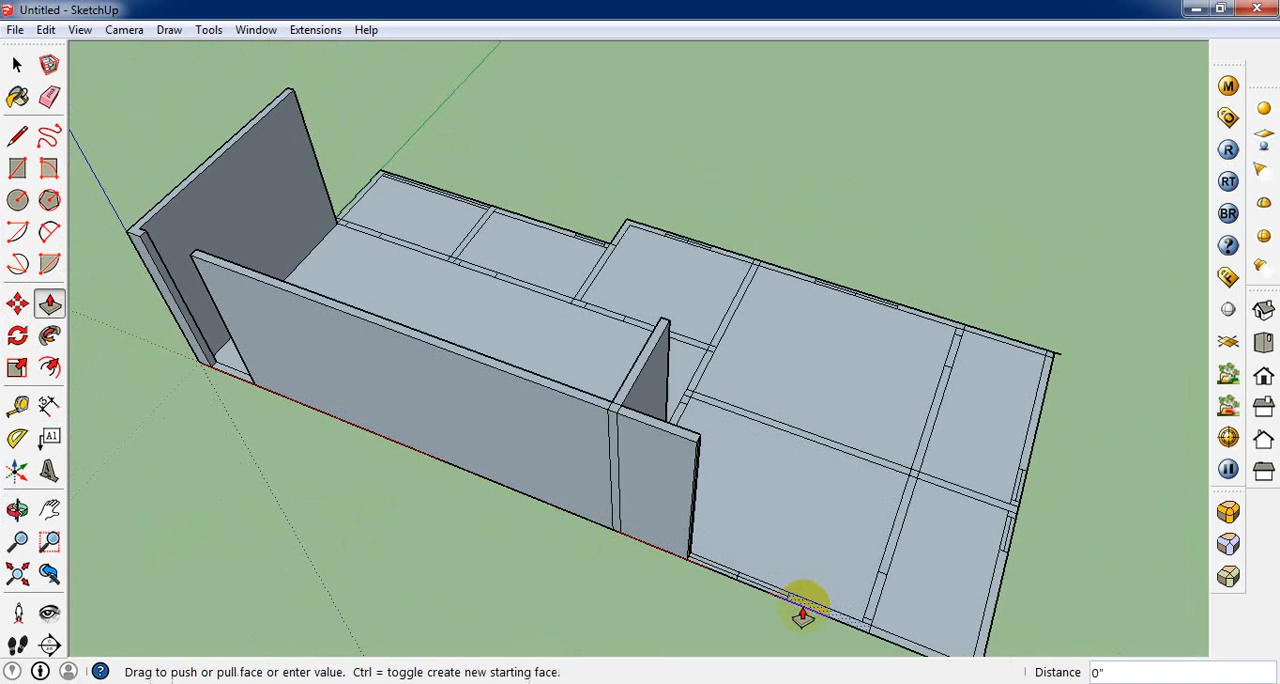 Untitled - SketchUp
File Edit View Camera Draw Tools Window Extensions Help
M
R
RT
BR
?
F
A1
A
Drag to push or pull face or enter value. Ctrl = toggle create new starting face. Distance 0"